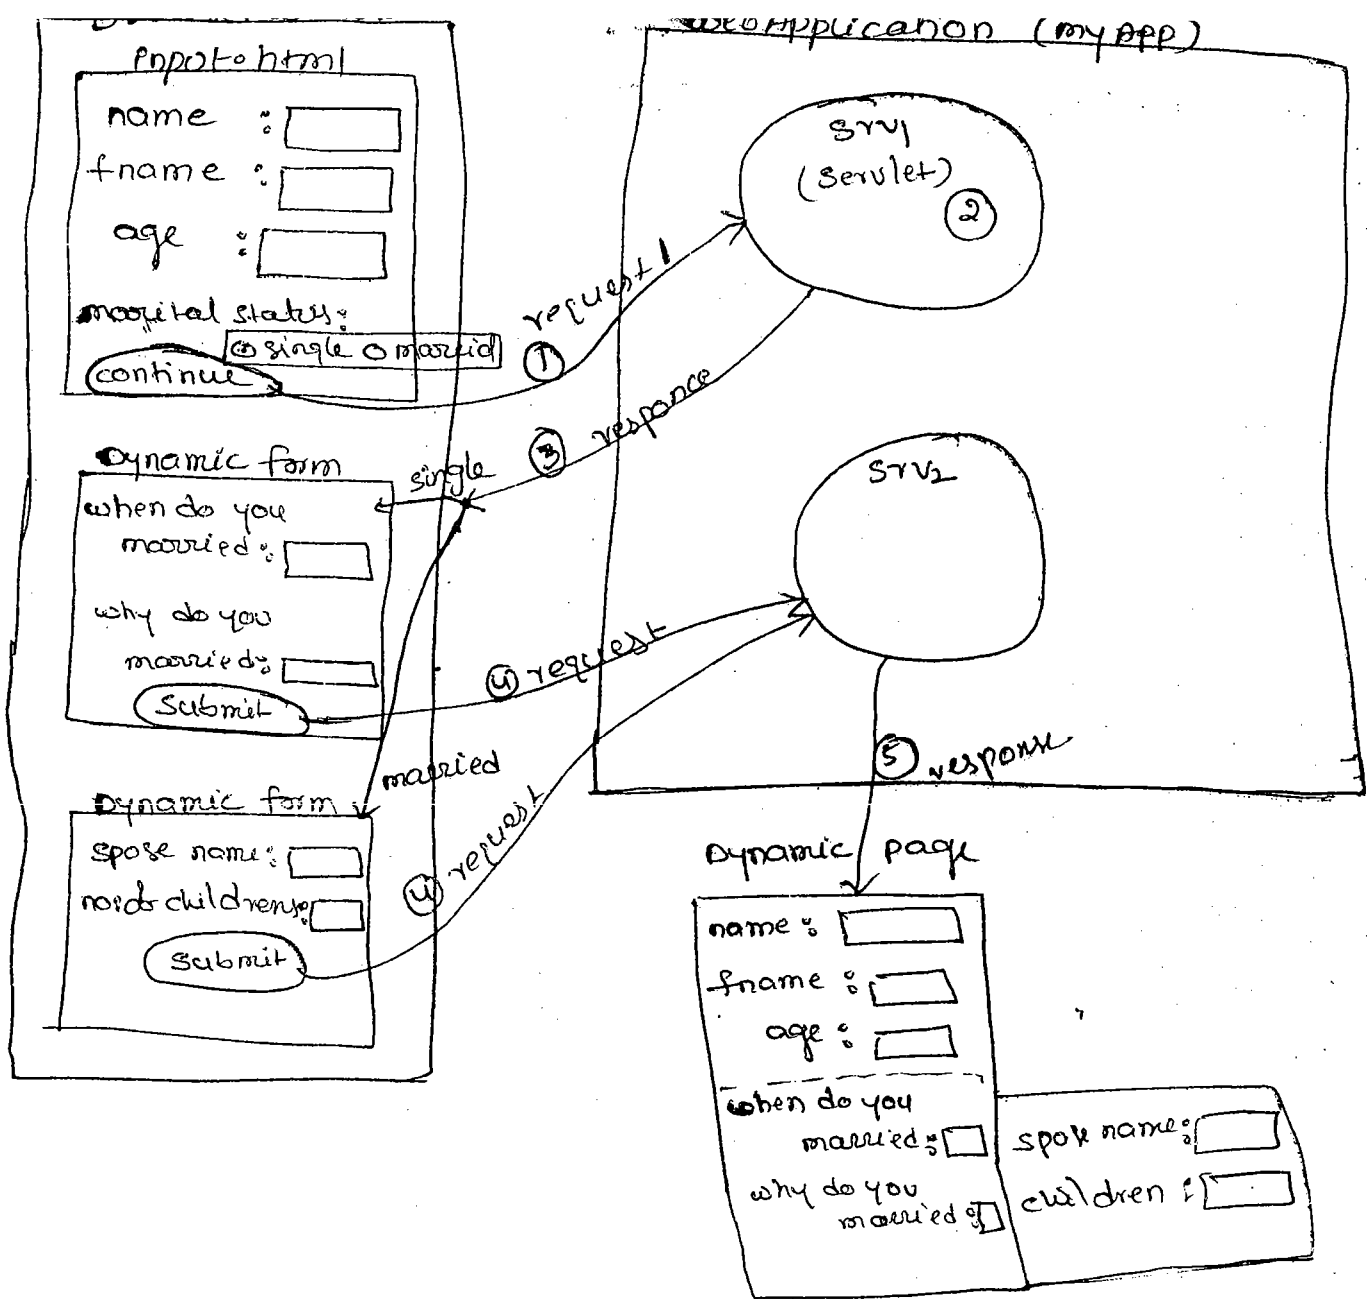 WebApplication (myApp)
Input.html
name :
fname :
age :
marital status:
single married
continue
Srv1
(Servlet)
2
request 1
1
3 responce
Dynamic form
single
when do you
married :
why do you
married:
submit
4 request
Srv2
married
Dynamic form
spose name:
no.of childrens:
submit
4 request
5 response
Dynamic page
name :
fname :
age :
when do you
married:
why do you
married :
spose name:
children :